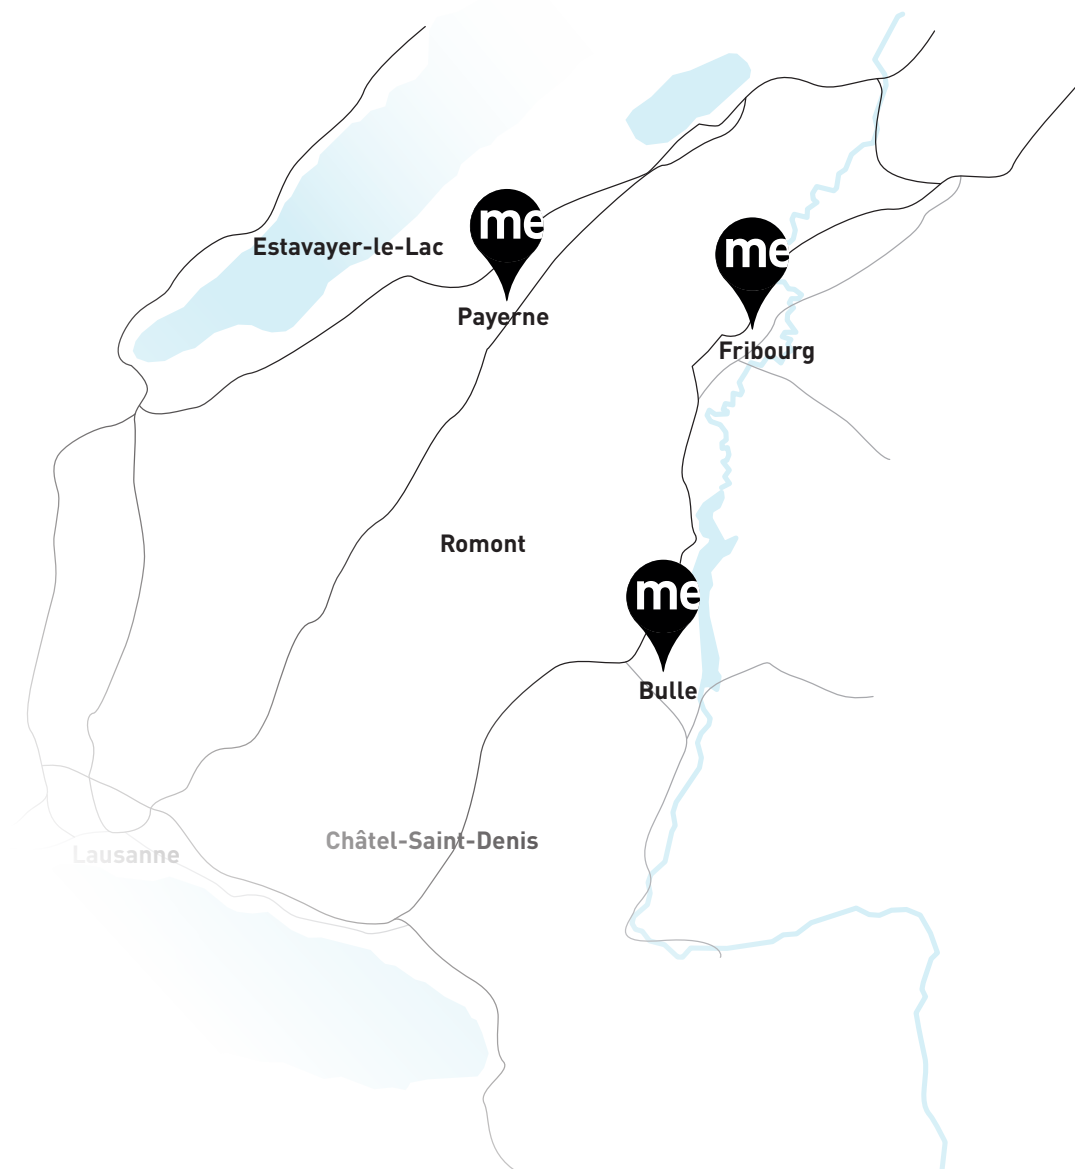 me
Estavayer-le-Lac
me
Payerne
Fribourg
Romont
me
Bulle
Châtel-Saint-Denis
Lausanne